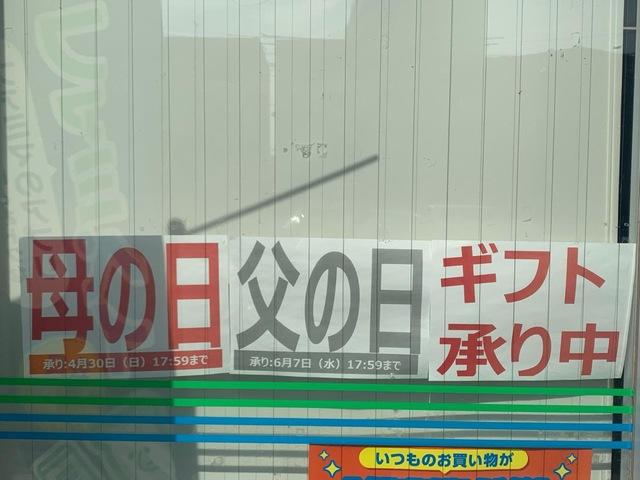 母の日
承り:4月30日（日）17:59まで
父の日
承り:6月7日（水）17:59まで
ギフト
承り中
いつものお買い物が